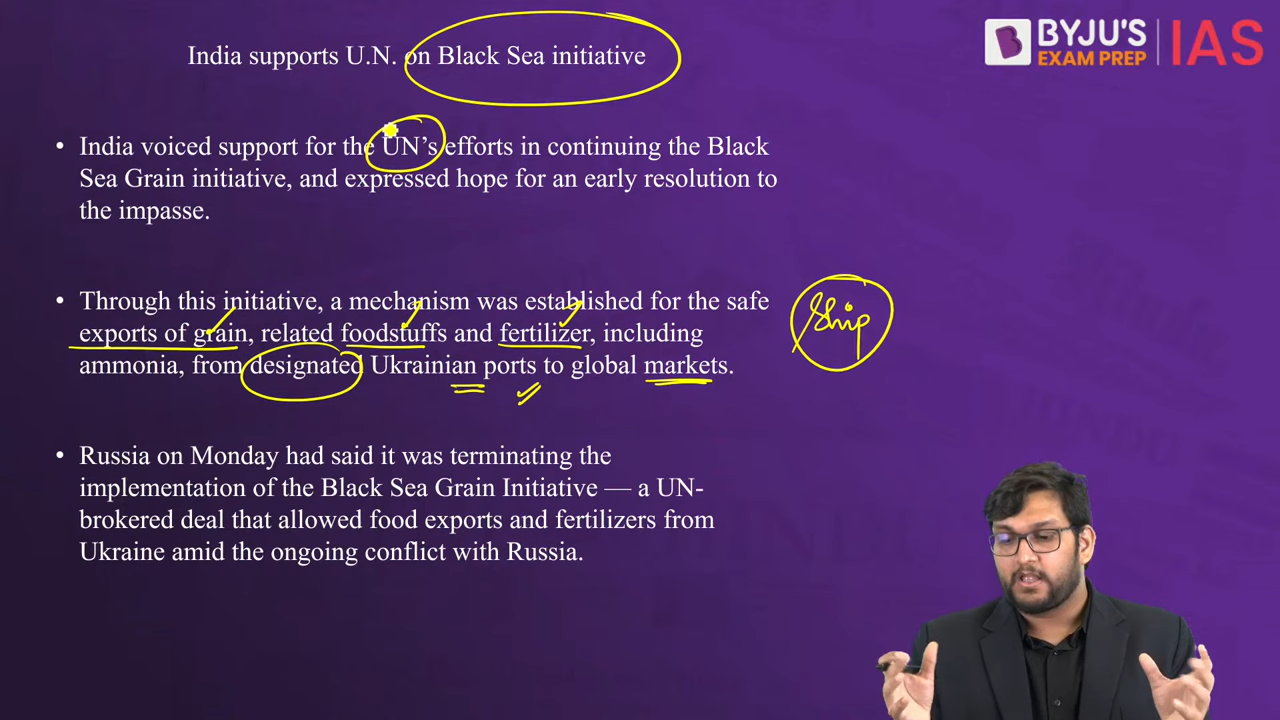 India supports U.N. on Black Sea initiative
BYJU'S
EXAM PREP
IAS
• India voiced support for the UN's efforts in continuing the Black
Sea Grain initiative, and expressed hope for an early resolution to
the impasse.
• Through this initiative, a mechanism was established for the safe
exports of grain, related foodstuffs and fertilizer, including
ammonia, from designated Ukrainian ports to global markets.
Ship
• Russia on Monday had said it was terminating the
implementation of the Black Sea Grain Initiative — a UN-
brokered deal that allowed food exports and fertilizers from
Ukraine amid the ongoing conflict with Russia.